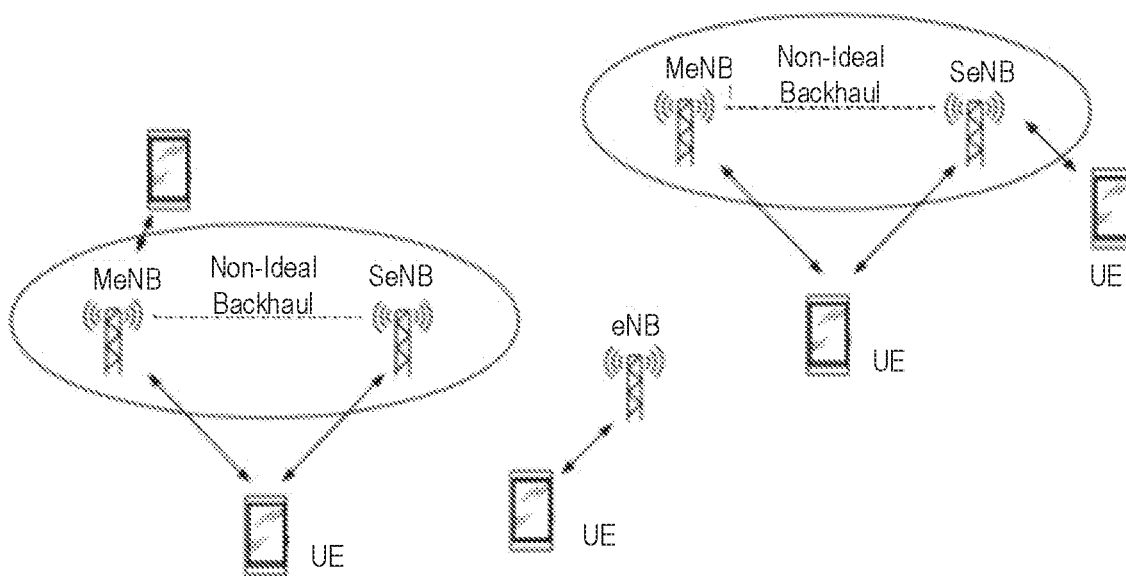 MeNB
Non-Ideal
Backhaul
SeNB
UE
UE
MeNB
Non-Ideal
Backhaul
SeNB
UE
eNB
UE